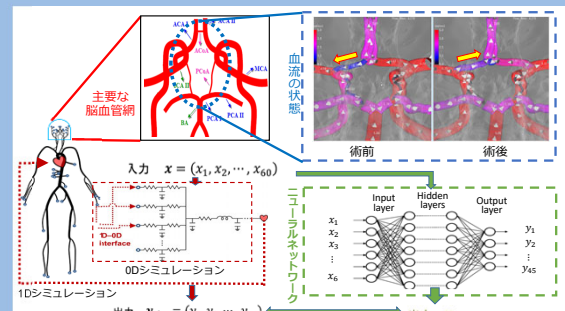 主要な
脳血管網
ACA I
ACA II
ACoA
MCA
PCoA
PCA I
PCA II
BA
血流の状態
術前
術後
入力 x = (x₁, x₂, ⋯, x₆₀)
1D–0D
interface
0Dシミュレーション
1Dシミュレーション
ニューラルネットワーク
Input
layer
Hidden
layers
Output
layer
x₁
x₂
x₃
⋮
x₆
y₁
y₂
⋮
y₄₅